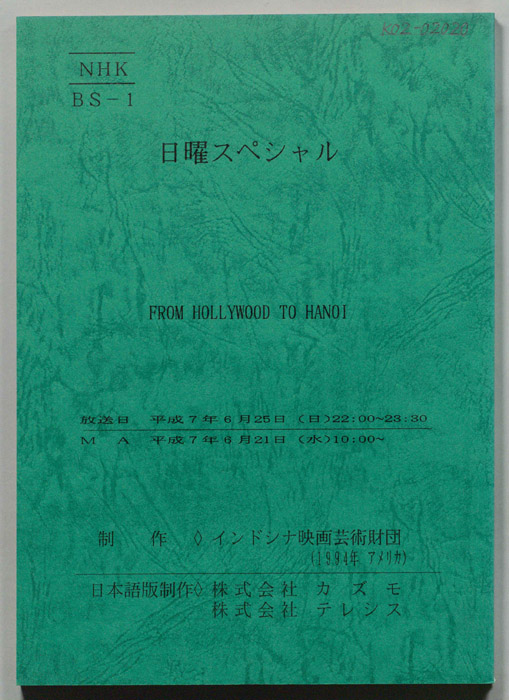 K02-02028
NHK
BS-1
日曜スペシャル
FROM HOLLYWOOD TO HANOI
放送日 平成7年6月25日(日)22:00~23:30
MA 平成7年6月21日(水)10:00~
制作◇インドシナ映画芸術財団
(1994年 アメリカ)
日本語版制作◇株式会社 カズモ
株式会社 テレシス